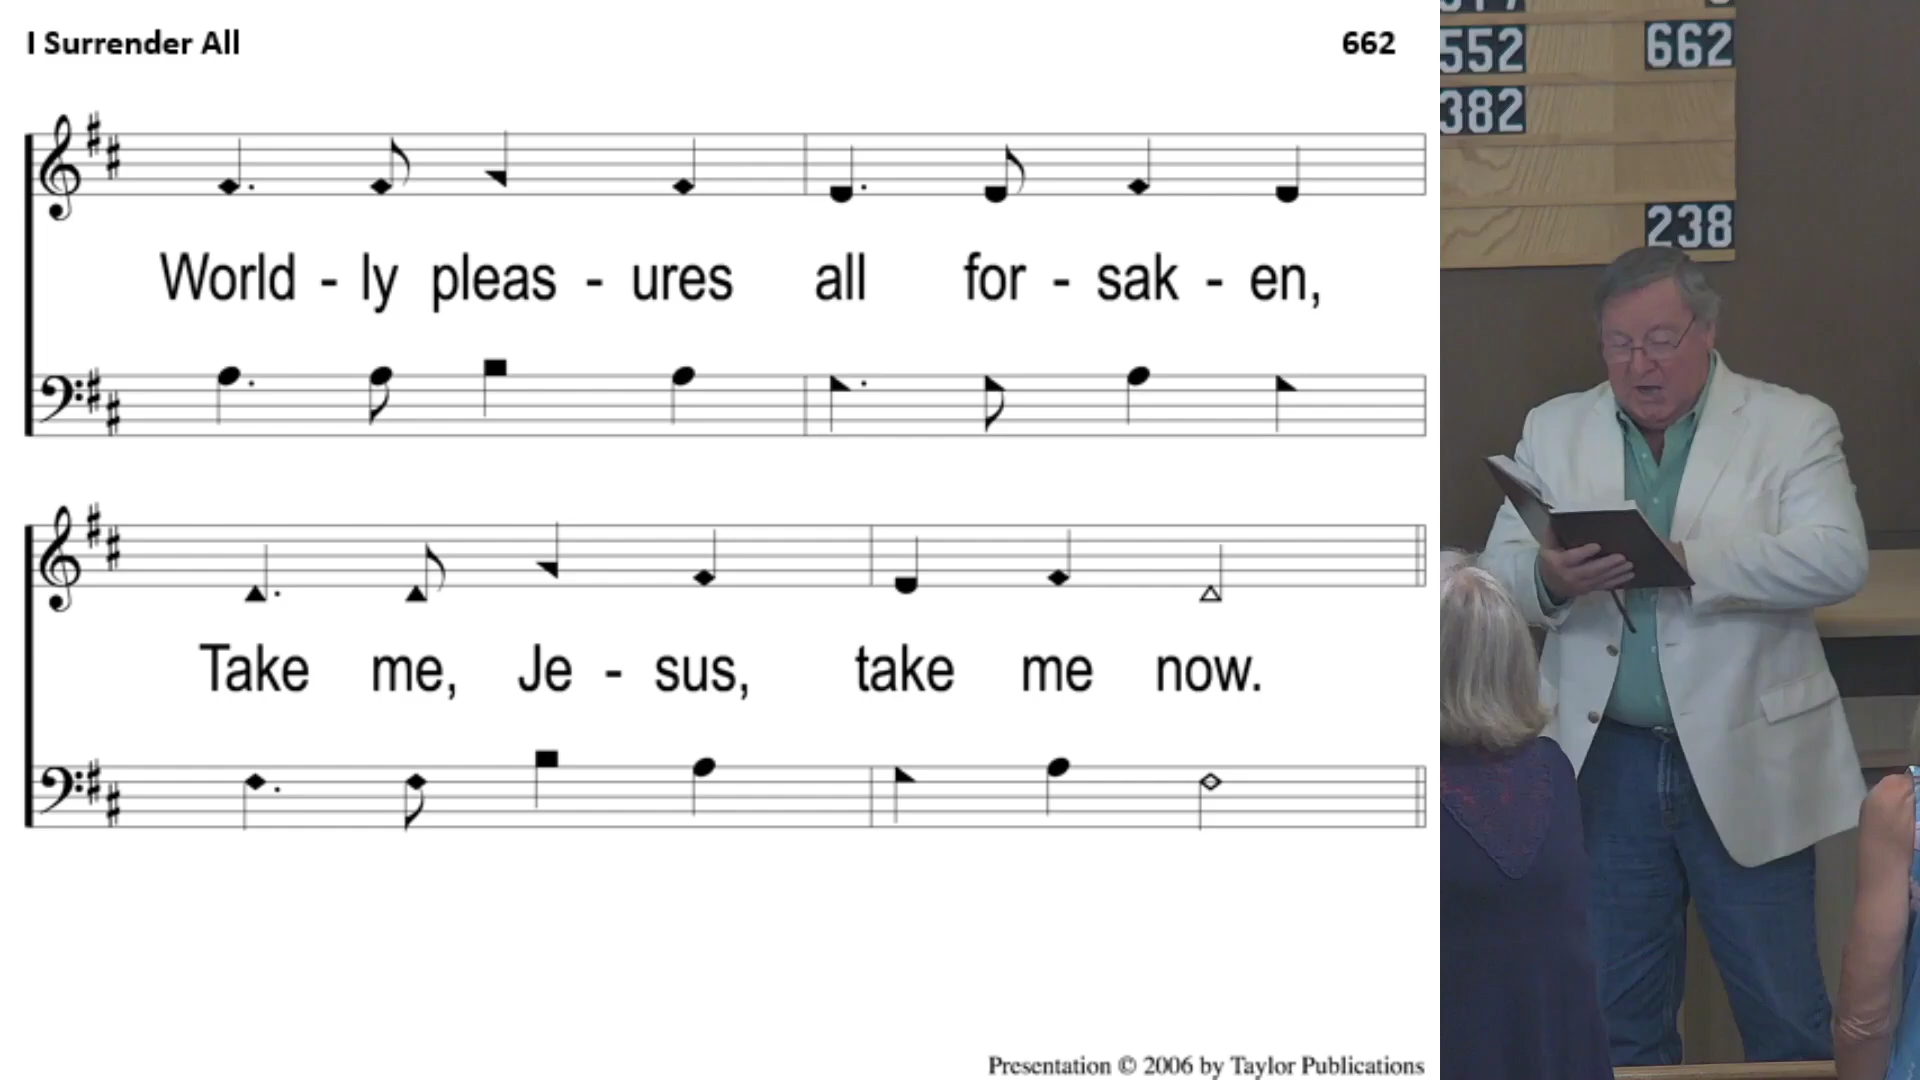 I Surrender All 662
World - ly pleas - ures all for - sak - en,
Take me, Je - sus, take me now.
Presentation © 2006 by Taylor Publications
552 662
382
238